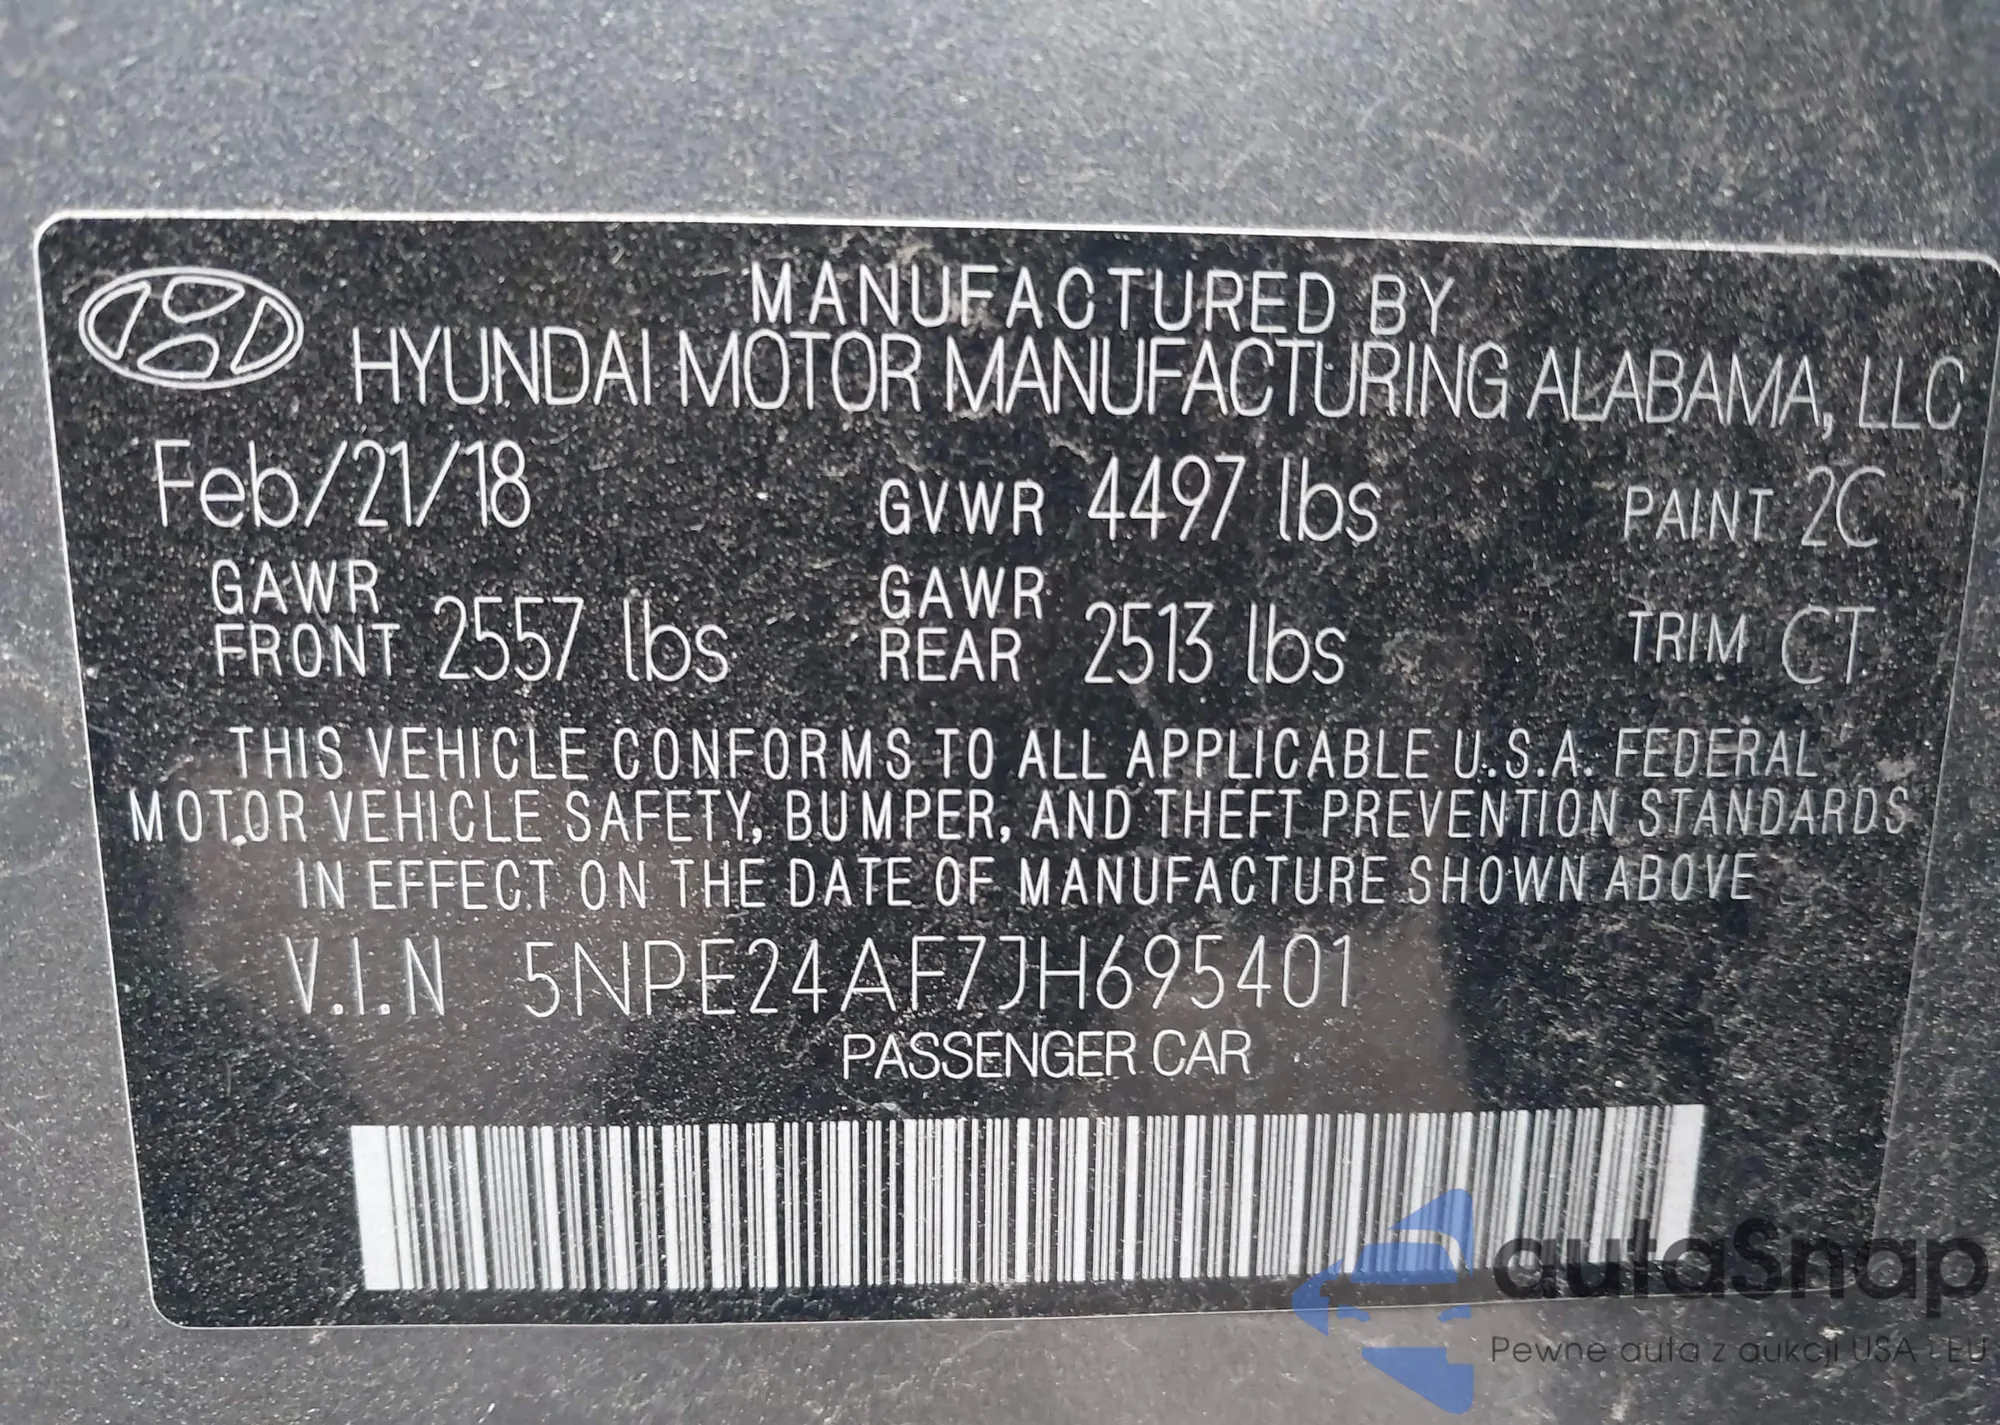 MANUFACTURED BY
HYUNDAI MOTOR MANUFACTURING ALABAMA, LLC
Feb/21/18 GVWR 4497 lbs PAINT 2C
GAWR FRONT 2557 lbs GAWR REAR 2513 lbs TRIM CT
THIS VEHICLE CONFORMS TO ALL APPLICABLE U.S.A. FEDERAL
MOTOR VEHICLE SAFETY, BUMPER, AND THEFT PREVENTION STANDARDS
IN EFFECT ON THE DATE OF MANUFACTURE SHOWN ABOVE
V.I.N 5NPE24AF7JH695401
PASSENGER CAR
autaSnap
Pewne auta z aukcji USA i EU